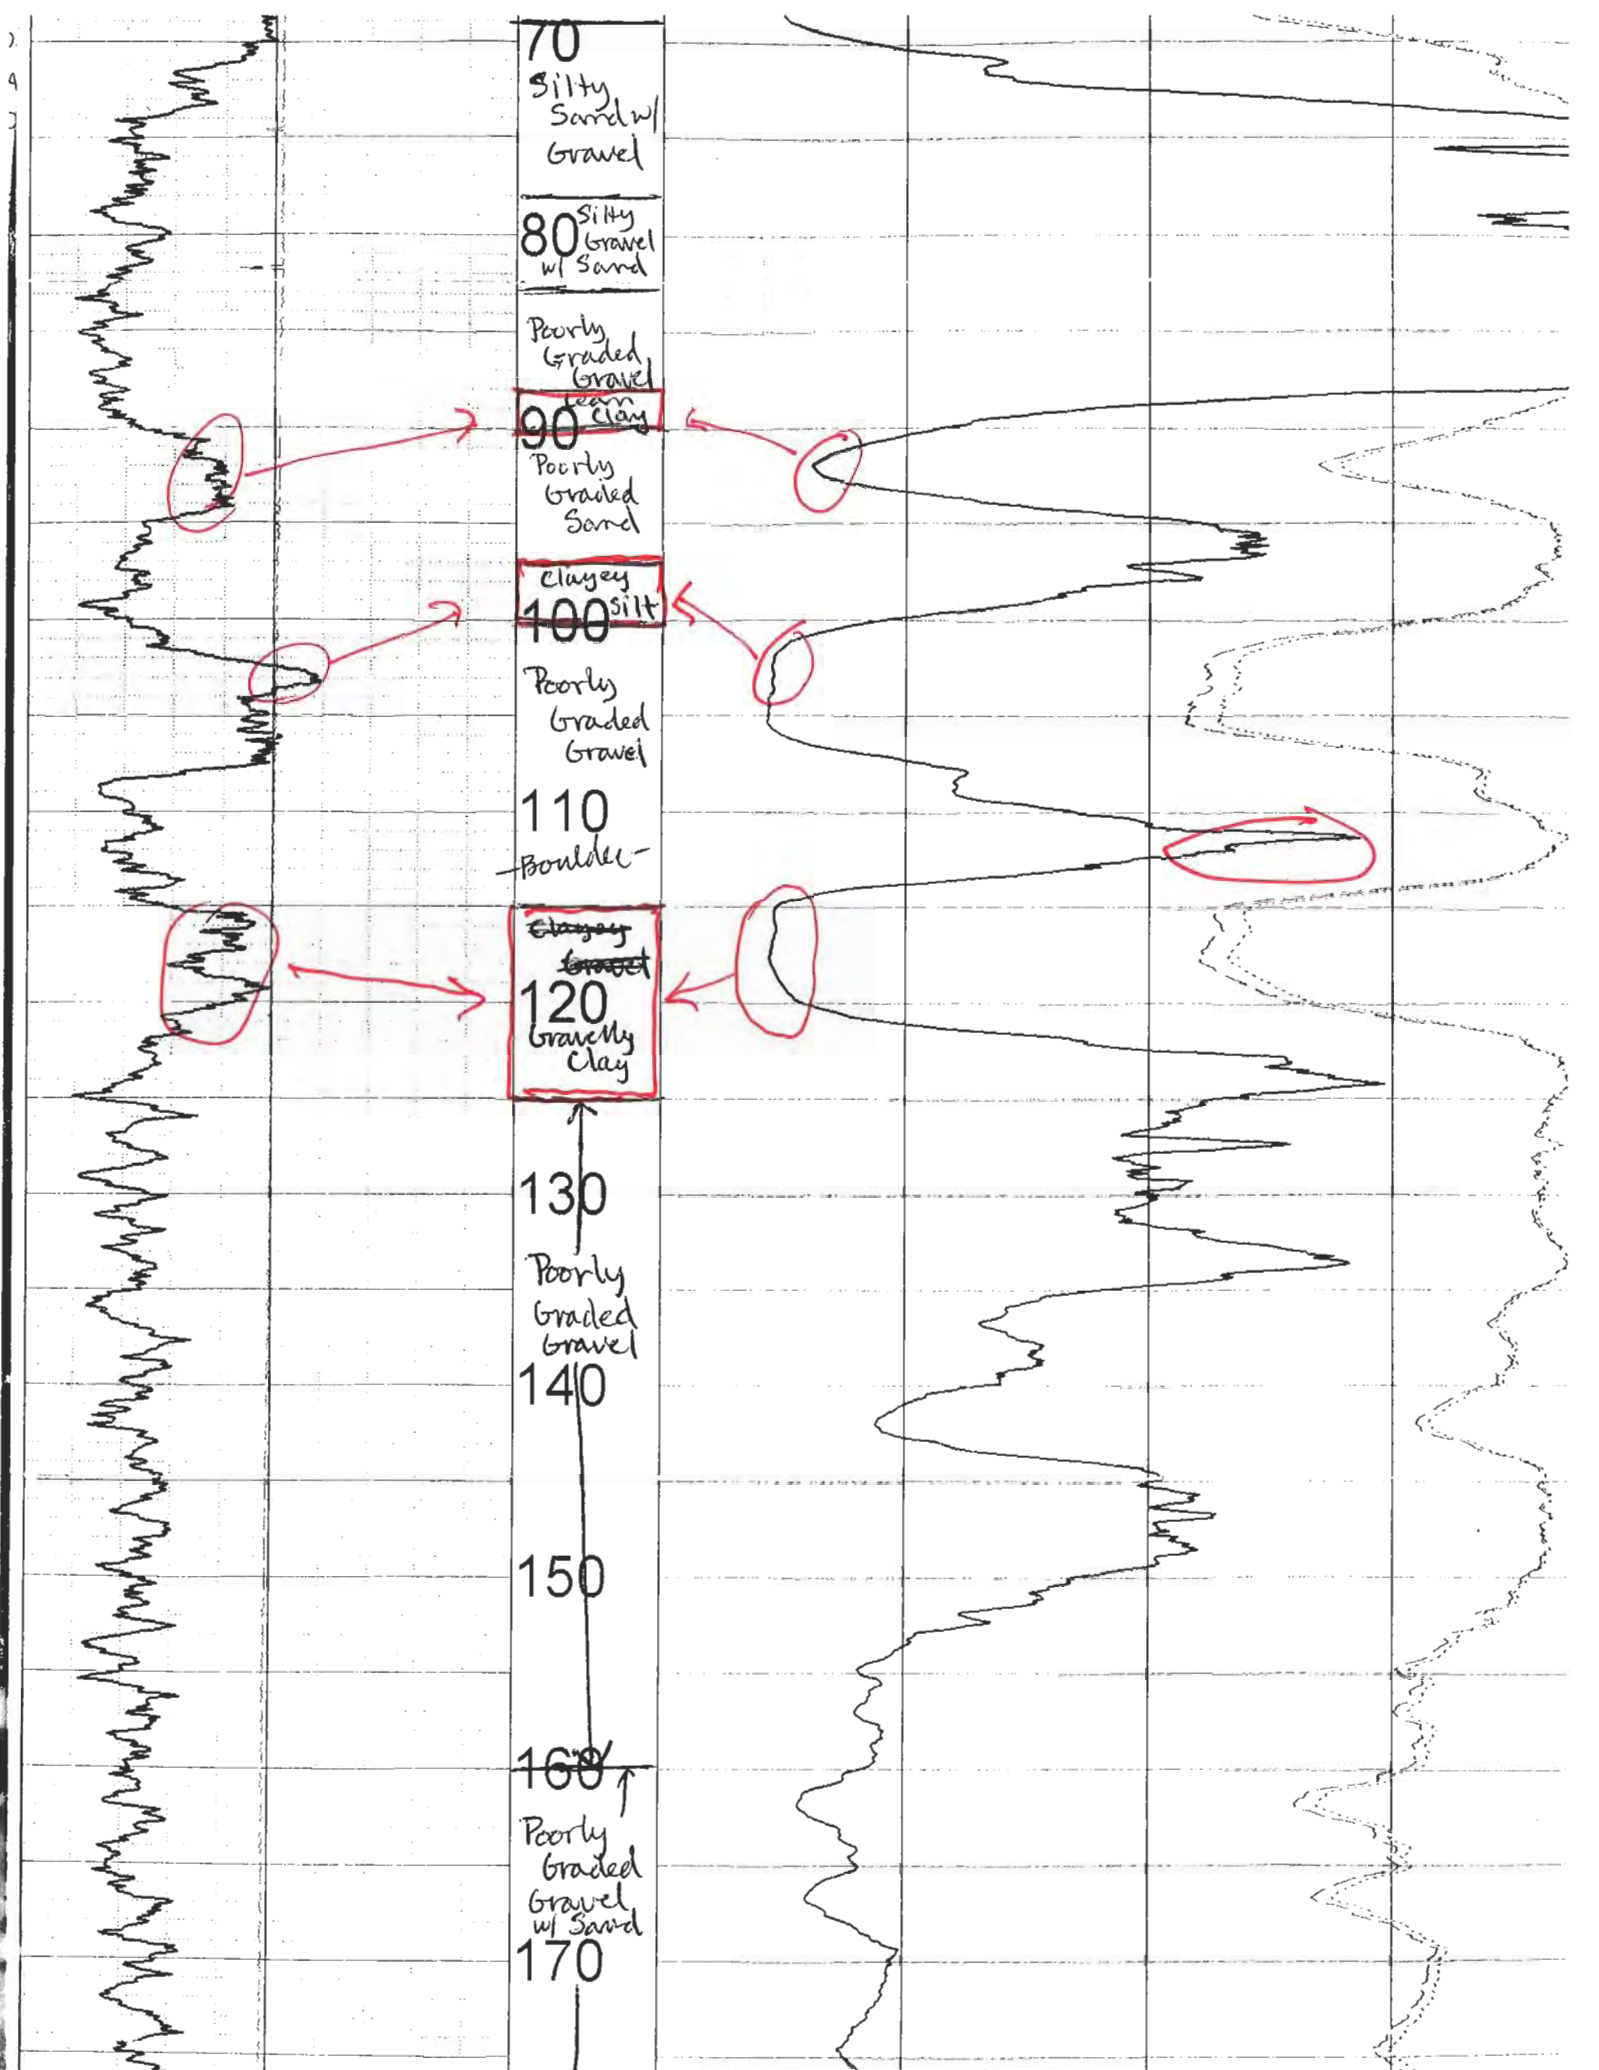 70
Silty
Sand w/
Gravel
Silty
80 Gravel
w/ Sand
Poorly
Graded
Gravel
Lean
90 Clay
Poorly
Graded
Sand
Clayey
100 Silt
Poorly
Graded
Gravel
110
-Boulder-
Clayey
Gravel
120
Gravelly
Clay
130
Poorly
Graded
Gravel
140
150
160
Poorly
Graded
Gravel
w/ Sand
170